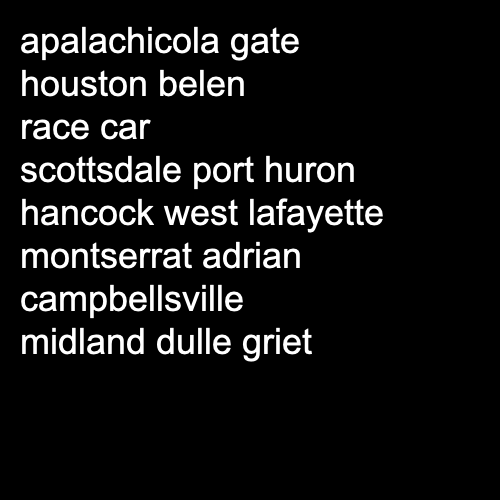 apalachicola gate
houston belen
race car
scottsdale port huron
hancock west lafayette
montserrat adrian
campbellsville
midland dulle griet